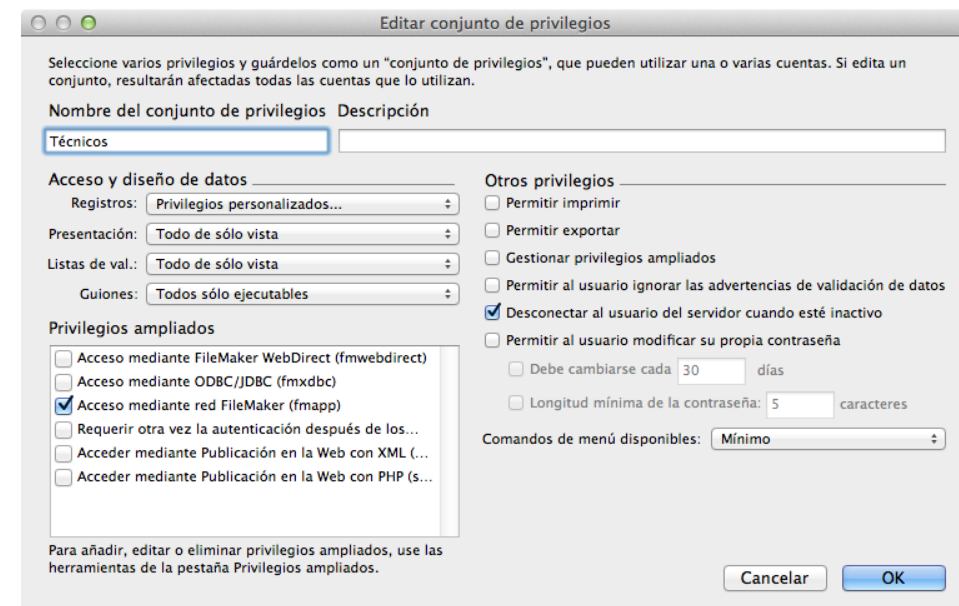 Editar conjunto de privilegios
Seleccione varios privilegios y guárdelos como un “conjunto de privilegios”, que pueden utilizar una o varias cuentas. Si edita un
conjunto, resultarán afectadas todas las cuentas que lo utilizan.
Nombre del conjunto de privilegios Descripción
Técnicos
Acceso y diseño de datos
Registros: Privilegios personalizados...
Presentación: Todo de sólo vista
Listas de val.: Todo de sólo vista
Guiones: Todos sólo ejecutables
Privilegios ampliados
Acceso mediante FileMaker WebDirect (fmwebdirect)
Acceso mediante ODBC/JDBC (fmxdbc)
Acceso mediante red FileMaker (fmapp)
Requerir otra vez la autenticación después de los...
Acceder mediante Publicación en la Web con XML (...
Acceder mediante Publicación en la Web con PHP (s...
Para añadir, editar o eliminar privilegios ampliados, use las
herramientas de la pestaña Privilegios ampliados.
Otros privilegios
Permitir imprimir
Permitir exportar
Gestionar privilegios ampliados
Permitir al usuario ignorar las advertencias de validación de datos
Desconectar al usuario del servidor cuando esté inactivo
Permitir al usuario modificar su propia contraseña
Debe cambiarse cada 30 días
Longitud mínima de la contraseña: 5 caracteres
Comandos de menú disponibles: Mínimo
Cancelar OK